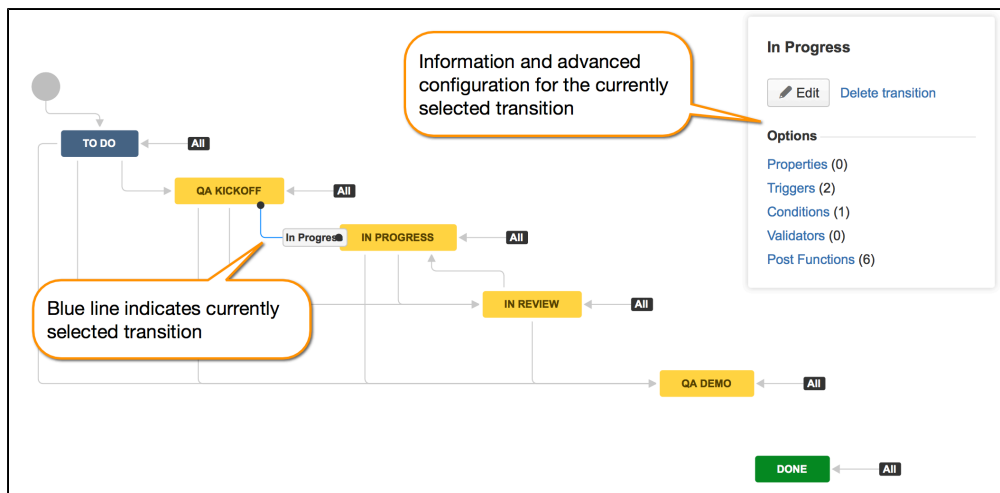 Information and advanced
configuration for the currently
selected transition
In Progress
Edit
Delete transition
Options
Properties (0)
Triggers (2)
Conditions (1)
Validators (0)
Post Functions (6)
TO DO
All
QA KICKOFF
All
In Progress
IN PROGRESS
All
Blue line indicates currently
selected transition
IN REVIEW
All
QA DEMO
All
DONE
All